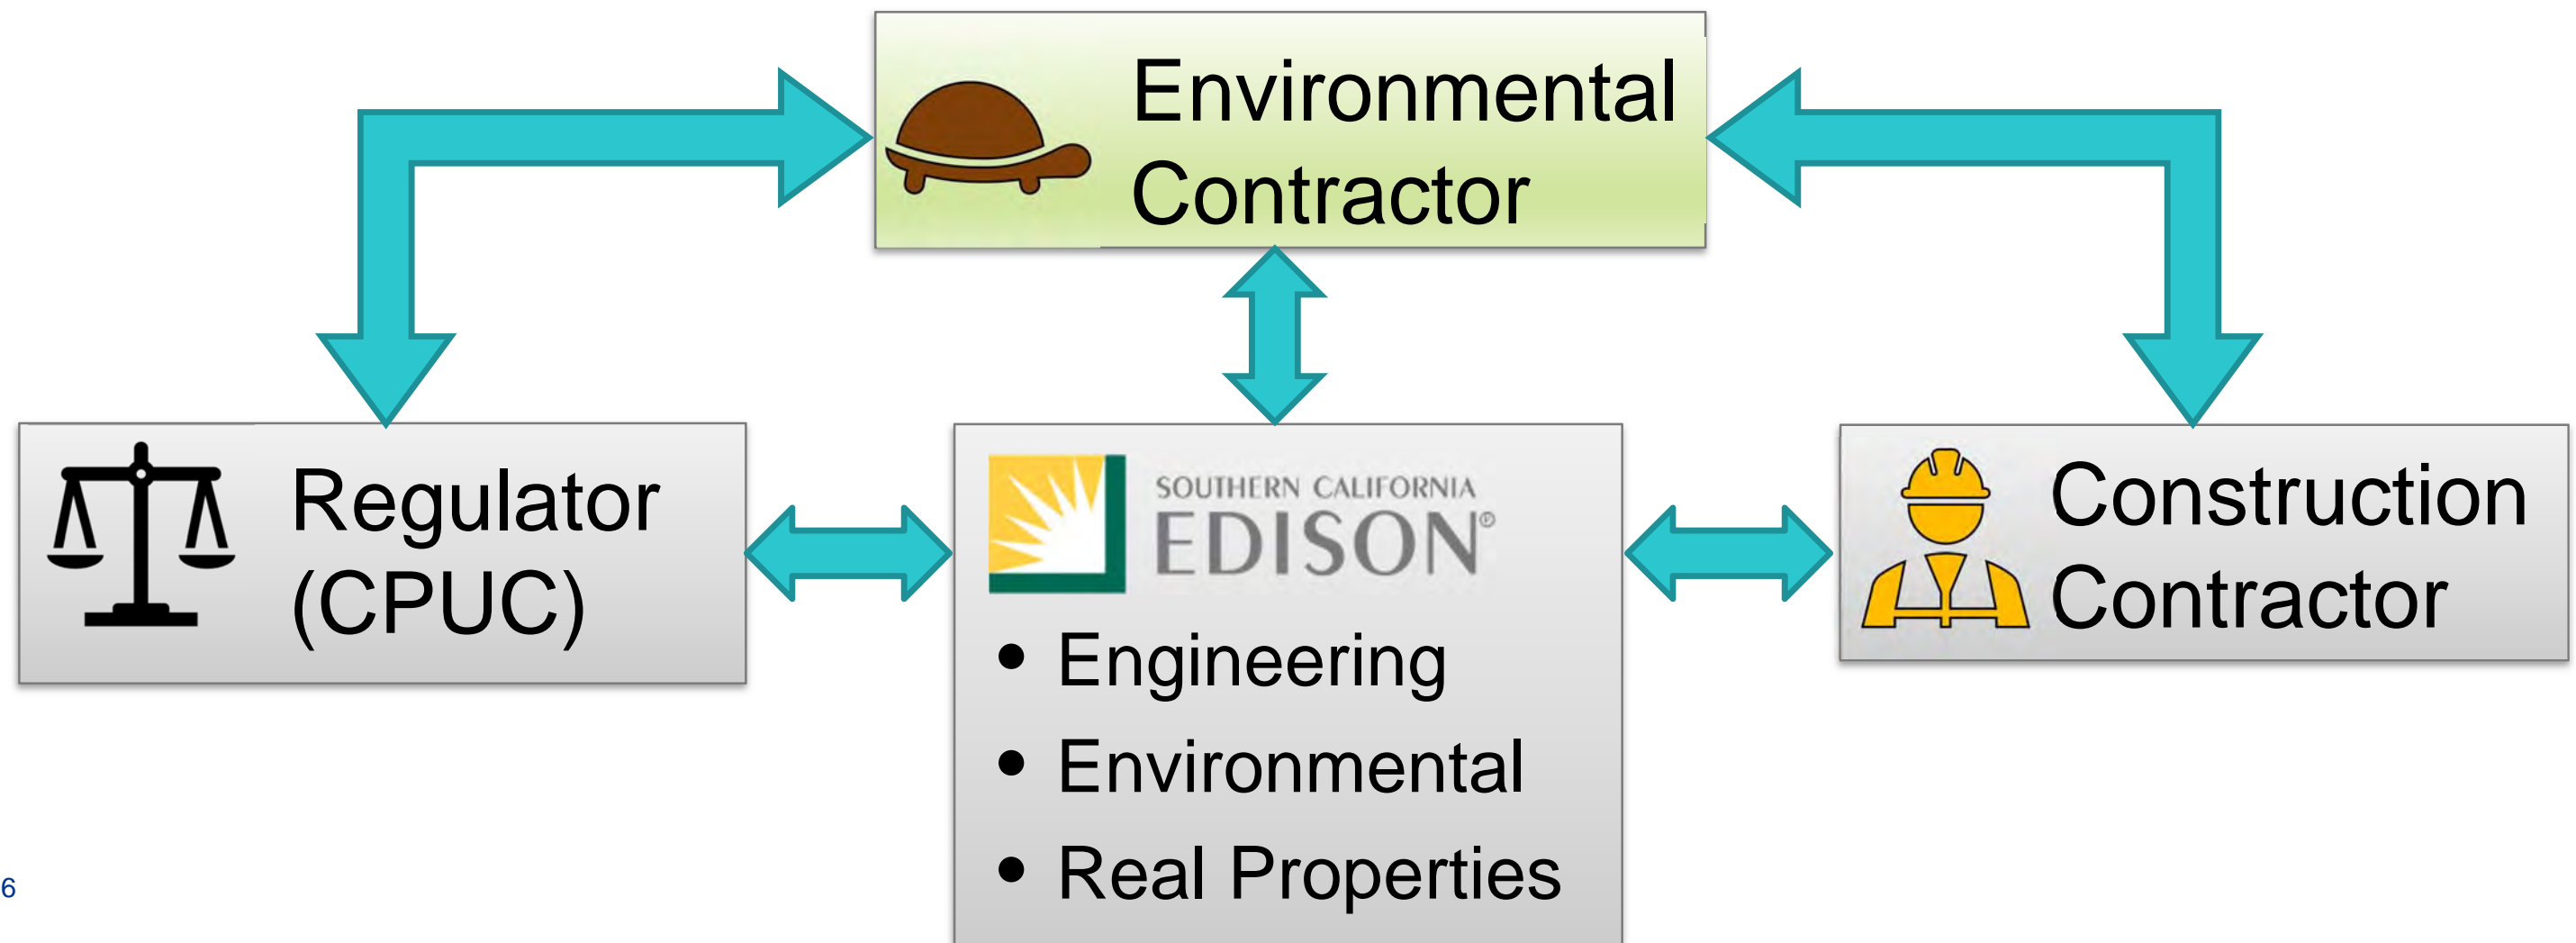 Environmental
Contractor
Regulator
(CPUC)
SOUTHERN CALIFORNIA
EDISON®
• Engineering
• Environmental
• Real Properties
Construction
Contractor
6